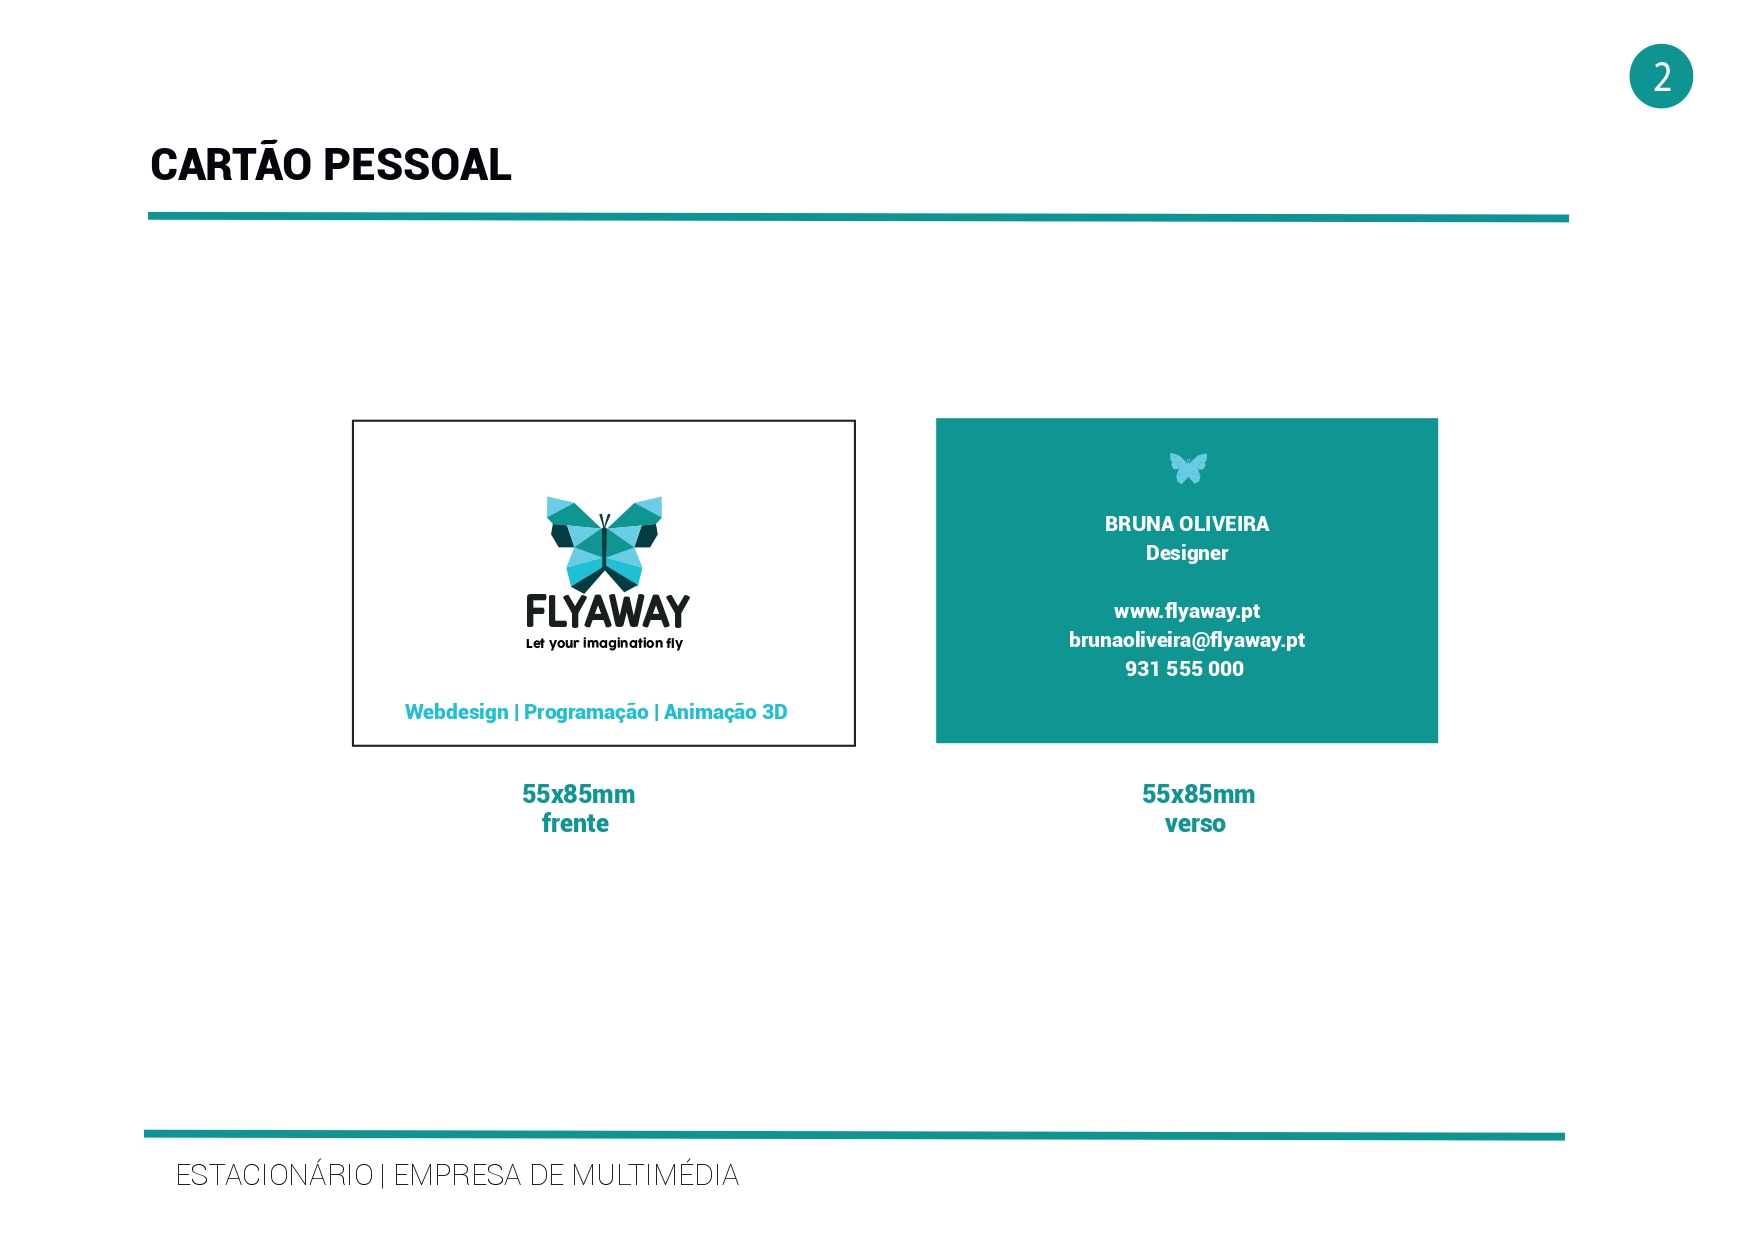 2
CARTÃO PESSOAL
FLYAWAY
Let your imagination fly
Webdesign | Programação | Animação 3D
55x85mm
frente
BRUNA OLIVEIRA
Designer
www.flyaway.pt
brunaoliveira@flyaway.pt
931 555 000
55x85mm
verso
ESTACIONÁRIO | EMPRESA DE MULTIMÉDIA